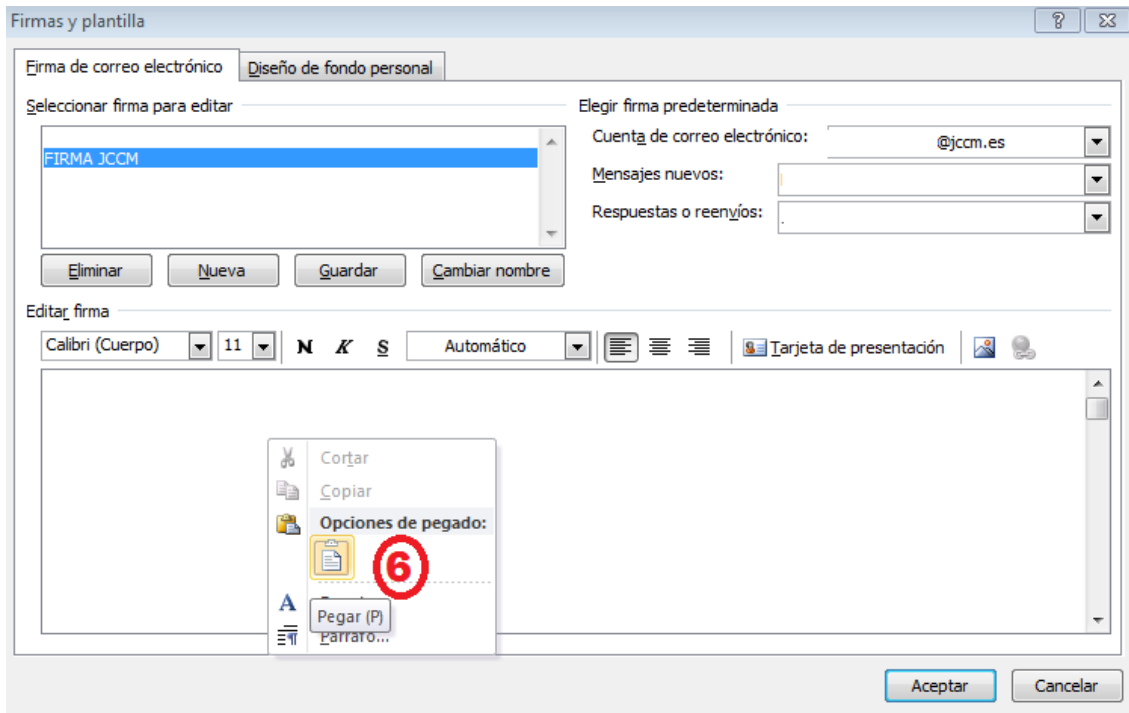 Firmas y plantilla
Firma de correo electrónico
Diseño de fondo personal
Seleccionar firma para editar
FIRMA JCCM
Eliminar
Nueva
Guardar
Cambiar nombre
Elegir firma predeterminada
Cuenta de correo electrónico:
@jccm.es
Mensajes nuevos:
Respuestas o reenvíos:
Editar firma
Calibri (Cuerpo)
11
N K S
Automático
Tarjeta de presentación
Cortar
Copiar
Opciones de pegado:
6
Pegar (P)
Párrafo...
Aceptar
Cancelar